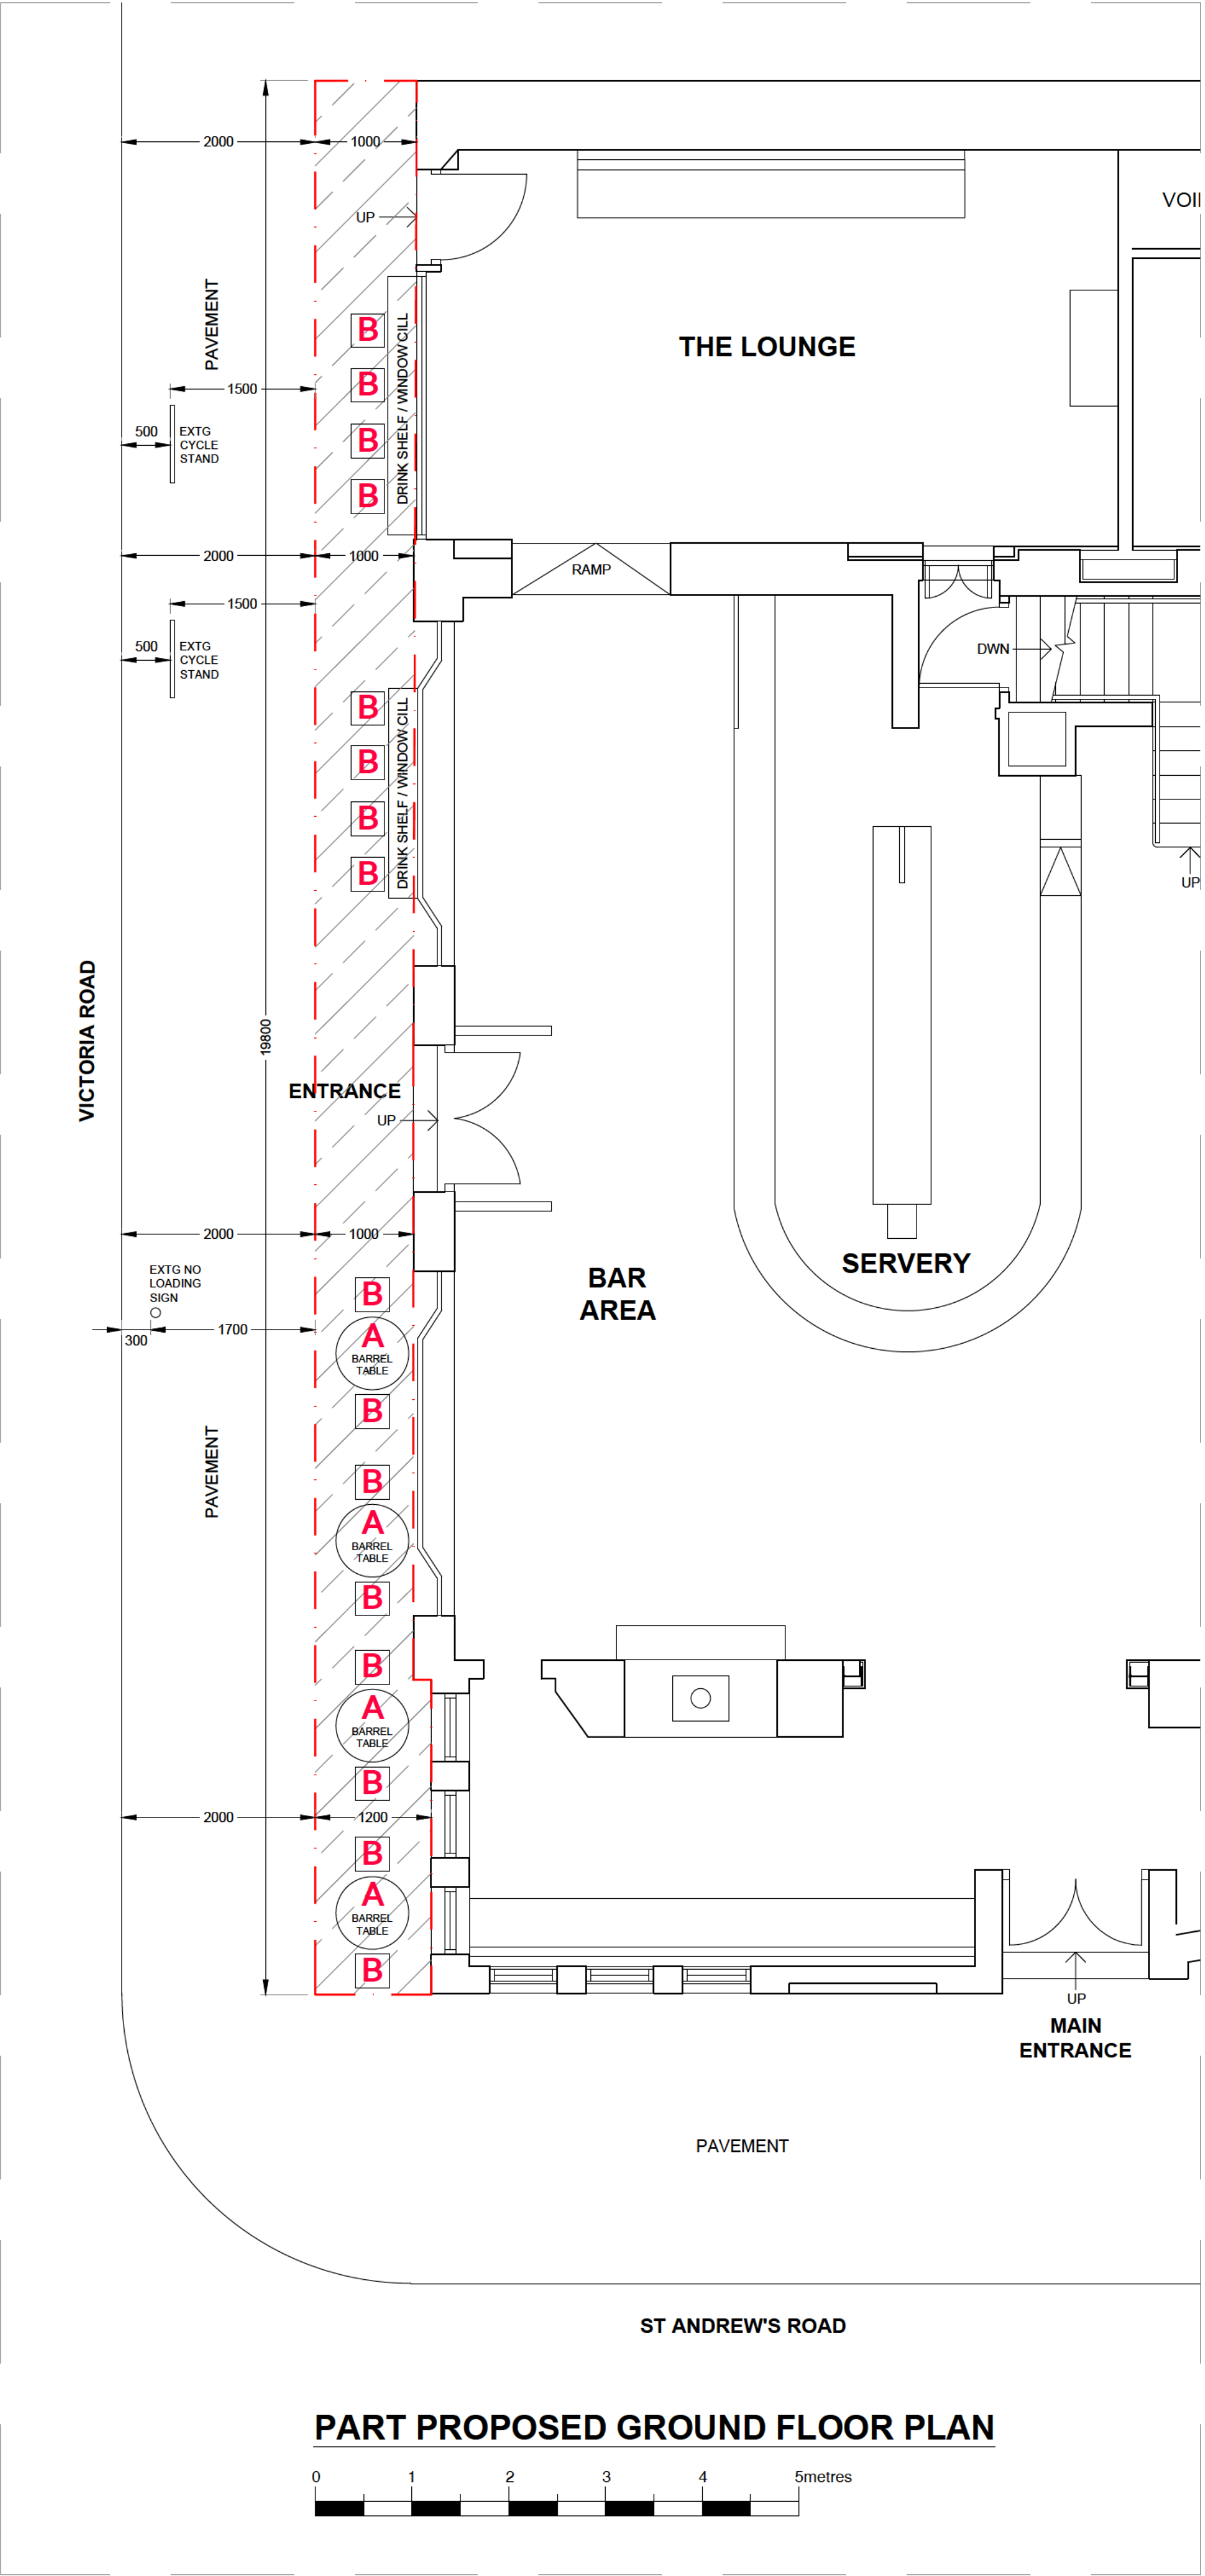 2000
1000
UP
VOI
PAVEMENT
THE LOUNGE
B
B
B
B
DRINK SHELF / WINDOW CILL
1500
500
EXTG
CYCLE
STAND
2000
1000
RAMP
1500
500
EXTG
CYCLE
STAND
DWN
B
B
B
B
DRINK SHELF / WINDOW CILL
UP
VICTORIA ROAD
19800
ENTRANCE
UP
2000
1000
EXTG NO
LOADING
SIGN
300
1700
BAR
AREA
SERVERY
B
A
BARREL
TABLE
B
PAVEMENT
B
A
BARREL
TABLE
B
B
A
BARREL
TABLE
B
2000
1200
B
A
BARREL
TABLE
B
UP
MAIN
ENTRANCE
PAVEMENT
ST ANDREW'S ROAD
PART PROPOSED GROUND FLOOR PLAN
0 1 2 3 4 5metres